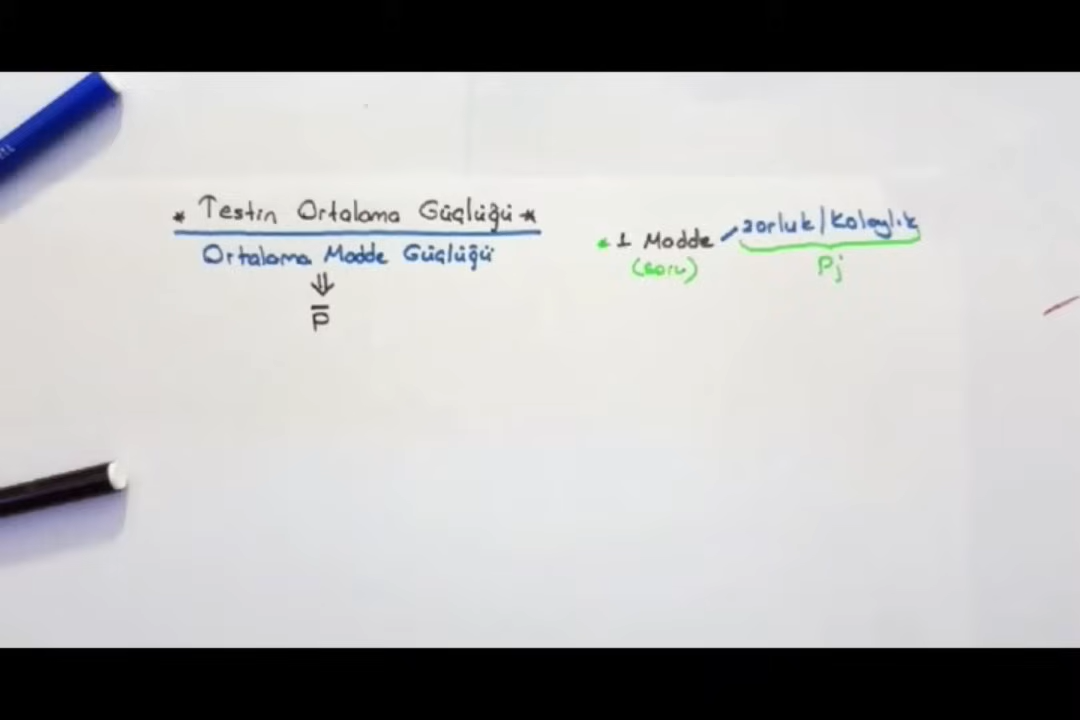 * Testin Ortalama Güçlüğü *
Ortalama Madde Güçlüğü
⇓
P̅
• 1 Madde zorluk/Kolaylık
(soru) Pj